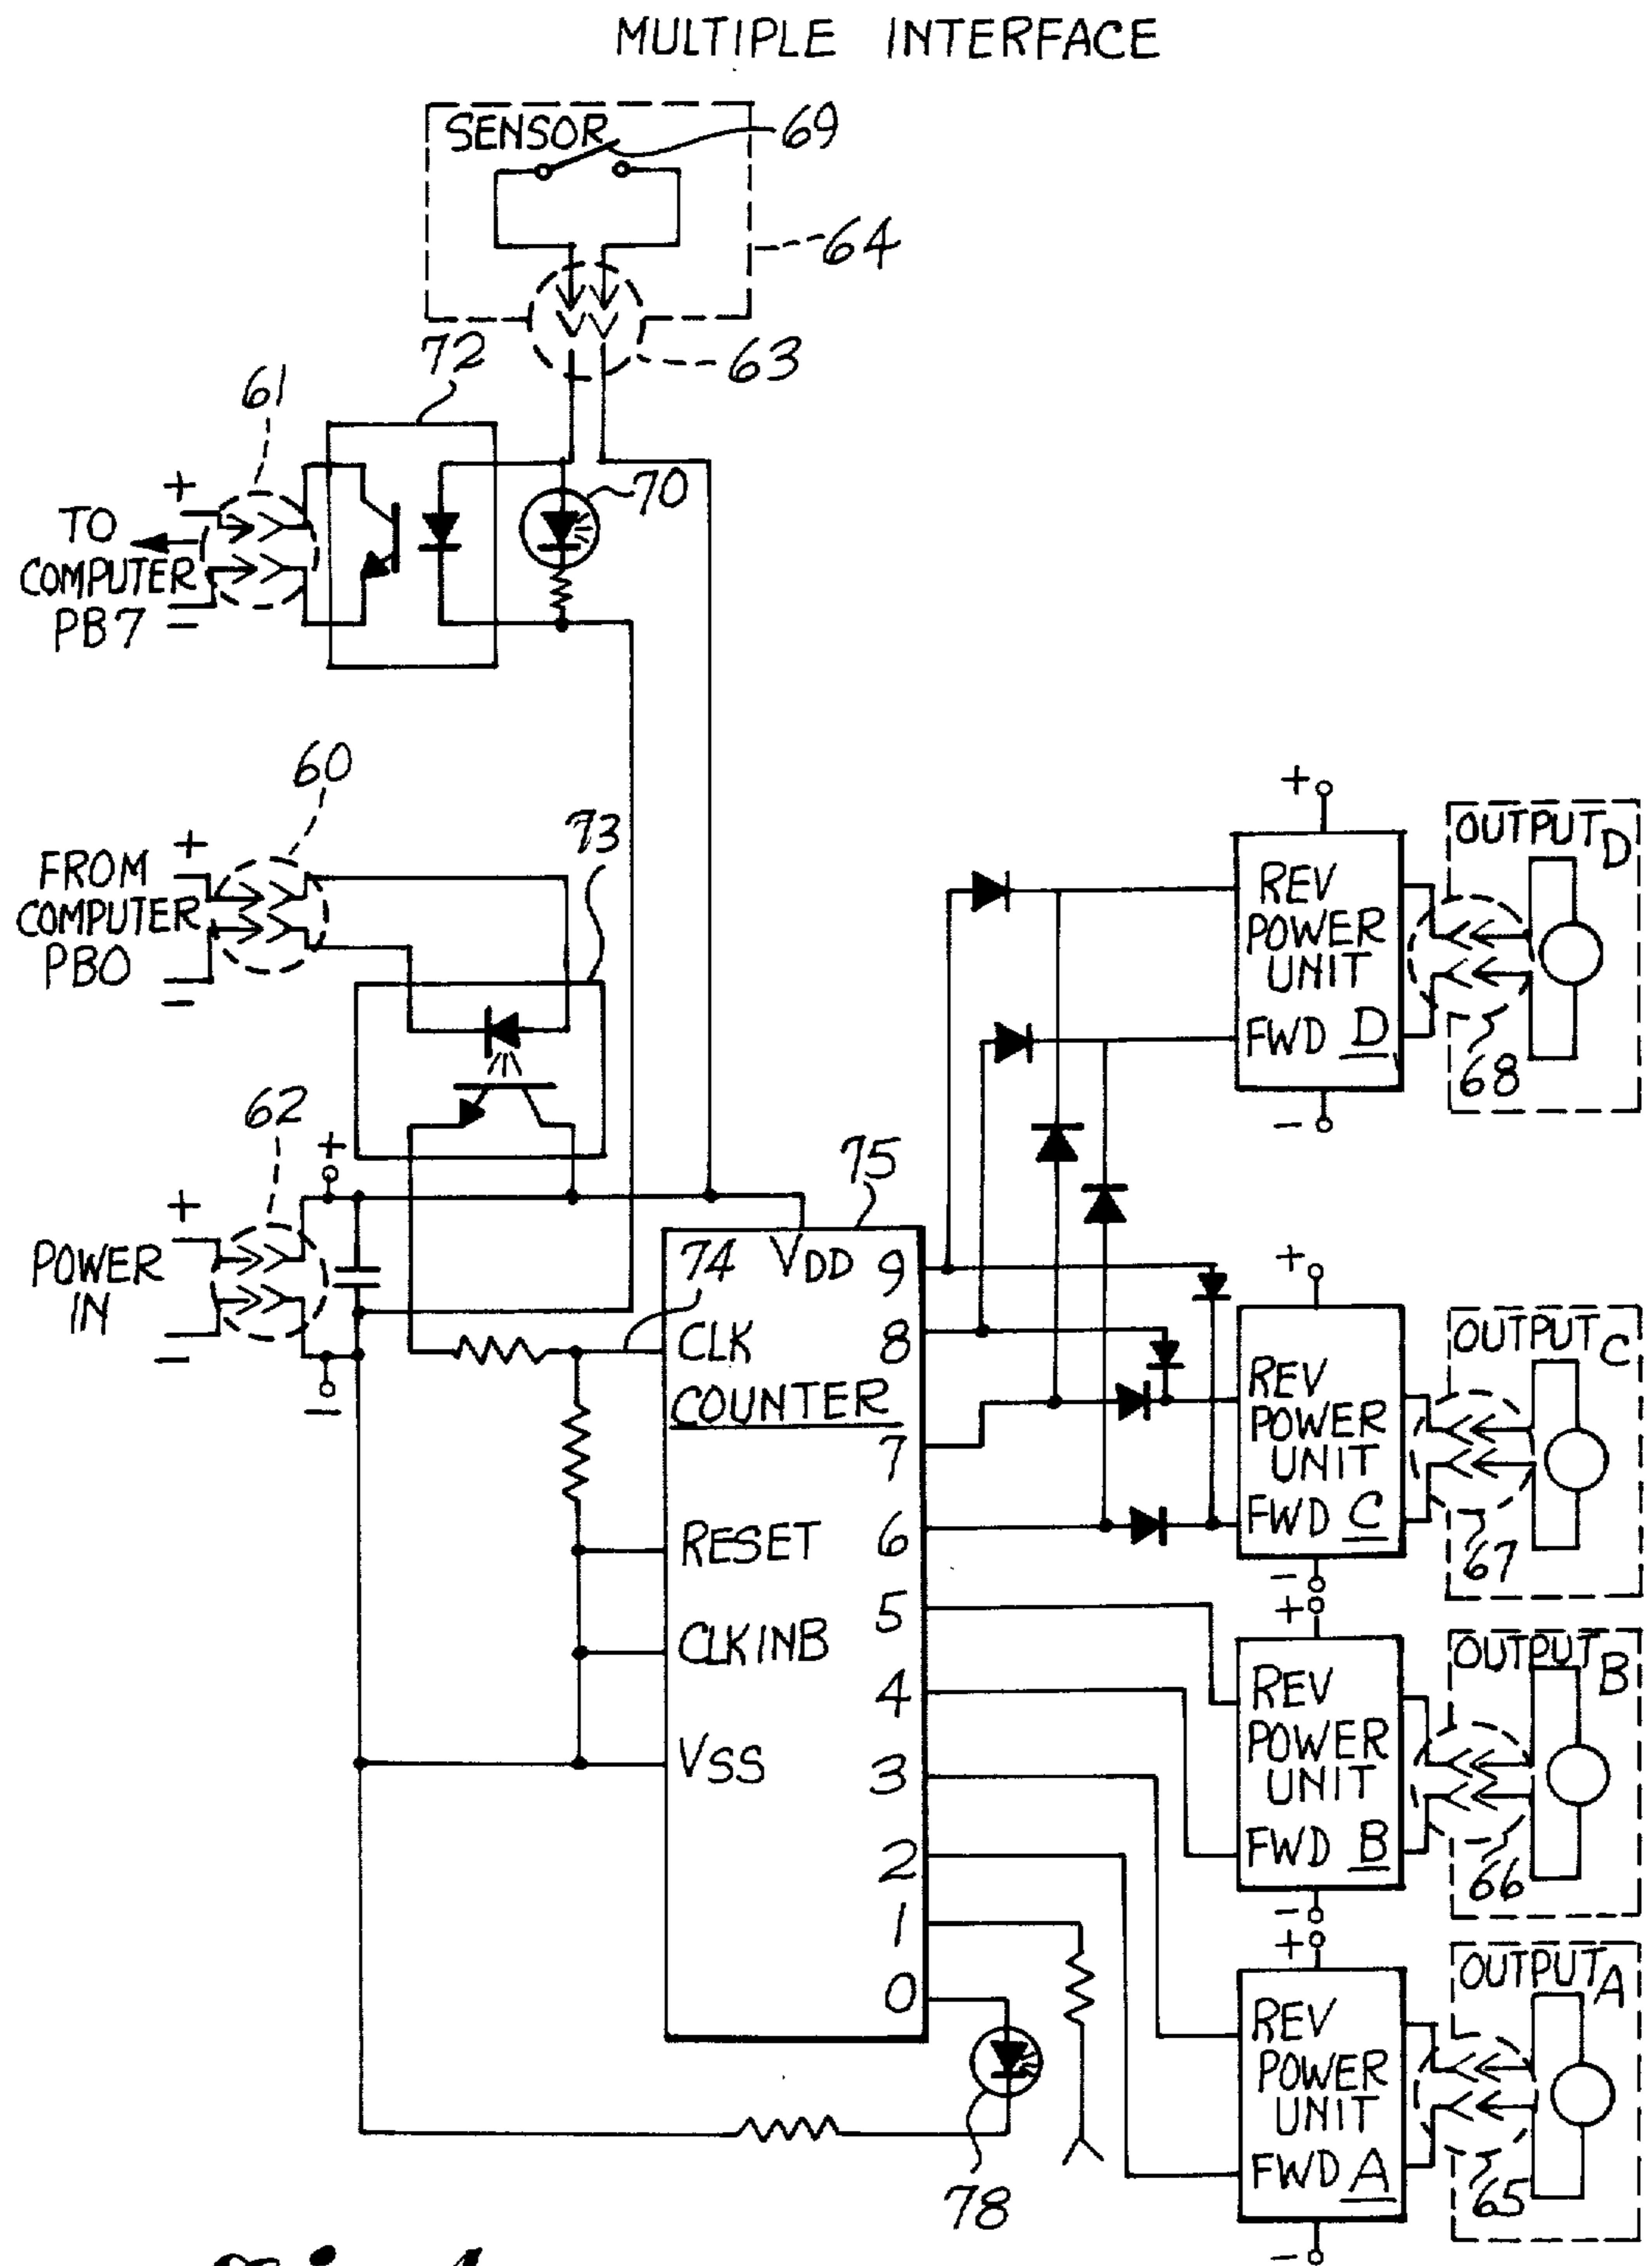 MULTIPLE INTERFACE
SENSOR
69
64
63
72
61
70
+
TO
COMPUTER
PB7
−
60
73
+
FROM
COMPUTER
PB0
−
62
+
+
POWER
IN
−
−
75
74
VDD
CLK
COUNTER
RESET
CLKINB
VSS
9
8
7
6
5
4
3
2
1
0
78
+
REV
POWER
UNIT
FWD D
−
OUTPUT D
68
+
REV
POWER
UNIT
FWD C
−
OUTPUT C
67
+
REV
POWER
UNIT
FWD B
−
OUTPUT B
66
+
REV
POWER
UNIT
FWD A
−
OUTPUT A
65